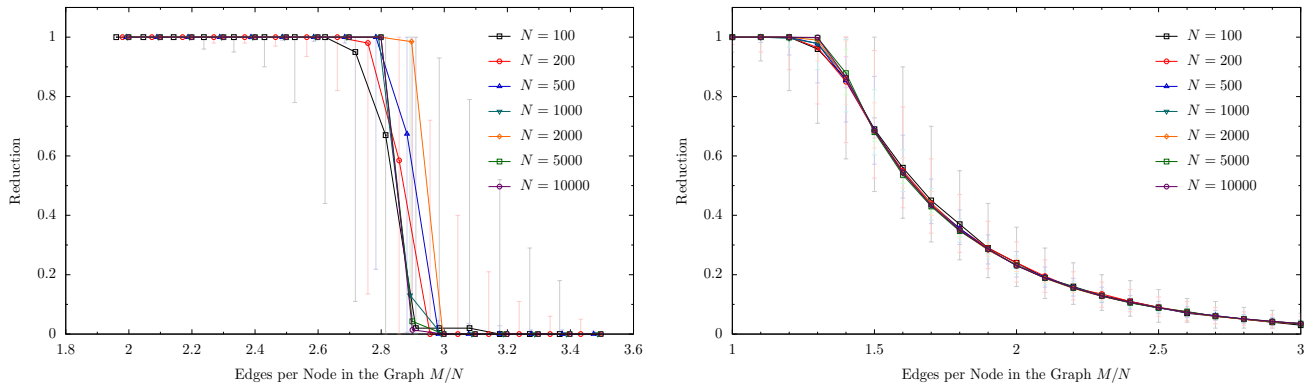 1
0.8
0.6
0.4
0.2
0
Reduction
1.8
2
2.2
2.4
2.6
2.8
3
3.2
3.4
3.6
Edges per Node in the Graph M/N
N = 100
N = 200
N = 500
N = 1000
N = 2000
N = 5000
N = 10000
1
0.8
0.6
0.4
0.2
0
Reduction
1
1.5
2
2.5
3
Edges per Node in the Graph M/N
N = 100
N = 200
N = 500
N = 1000
N = 2000
N = 5000
N = 10000